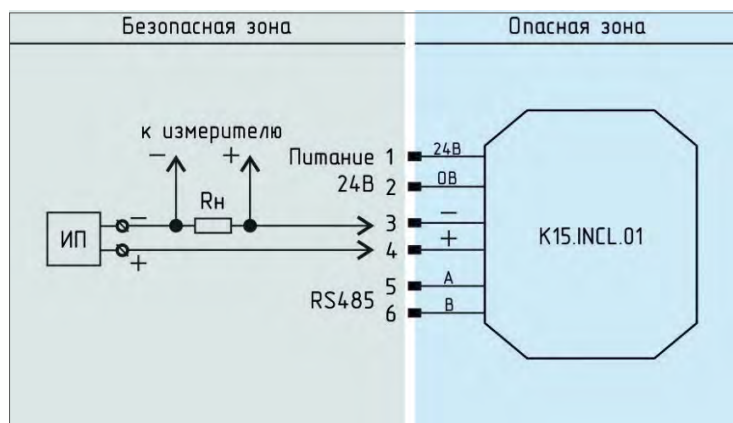 Безопасная зона
Опасная зона
к измерителю
− +
Питание 1 24В
24В 2 0В
Rн − 3 −
ИП + 4 +
K15.INCL.01
5 A
RS485
6 B